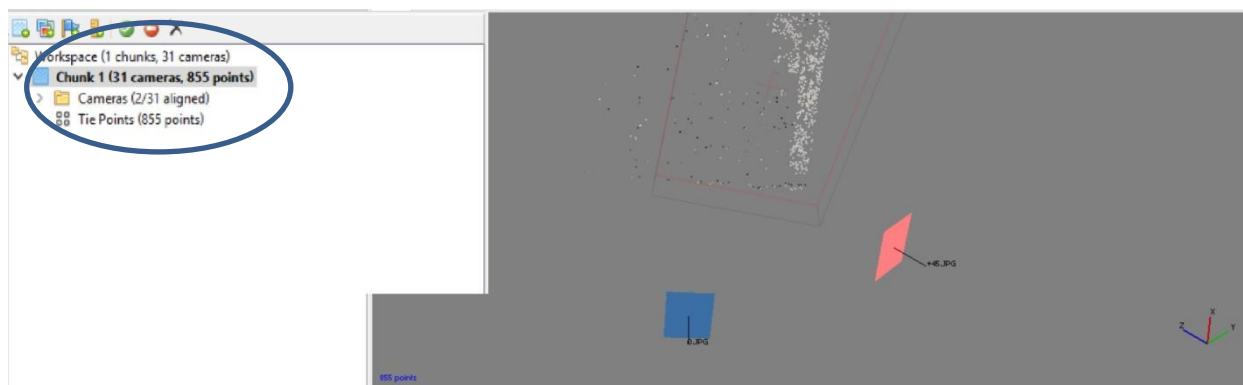 Workspace (1 chunks, 31 cameras)
Chunk 1 (31 cameras, 855 points)
Cameras (2/31 aligned)
Tie Points (855 points)
+45.JPG
0.JPG
X
Z
Y
855 points